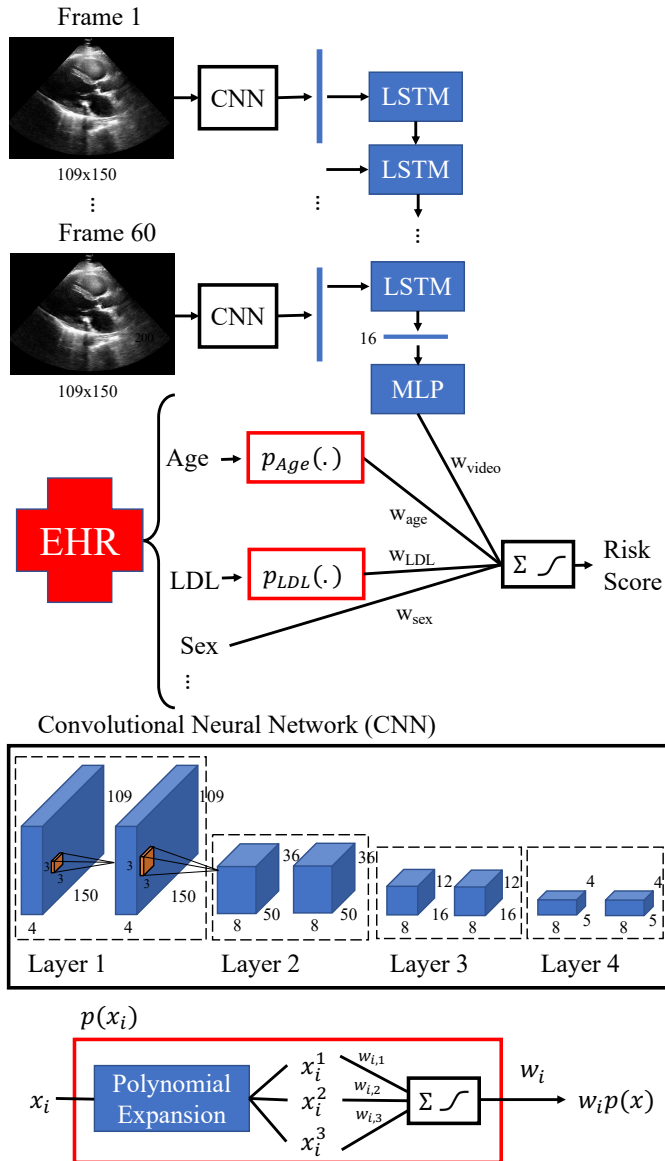 Frame 1
CNN
LSTM
109x150
LSTM
...
...
...
Frame 60
CNN
LSTM
200
16
109x150
MLP
Age
p_Age(.)
w_video
w_age
EHR
LDL
p_LDL(.)
w_LDL
Σ
Risk
Score
w_sex
Sex
...
Convolutional Neural Network (CNN)
109
109
3
3
3
3
150
150
4
4
36
36
50
50
8
8
12
12
16
16
8
8
4
4
5
5
8
8
Layer 1
Layer 2
Layer 3
Layer 4
p(x_i)
x_i
Polynomial
Expansion
x_i^1
x_i^2
x_i^3
w_i,1
w_i,2
w_i,3
Σ
w_i
w_i p(x)